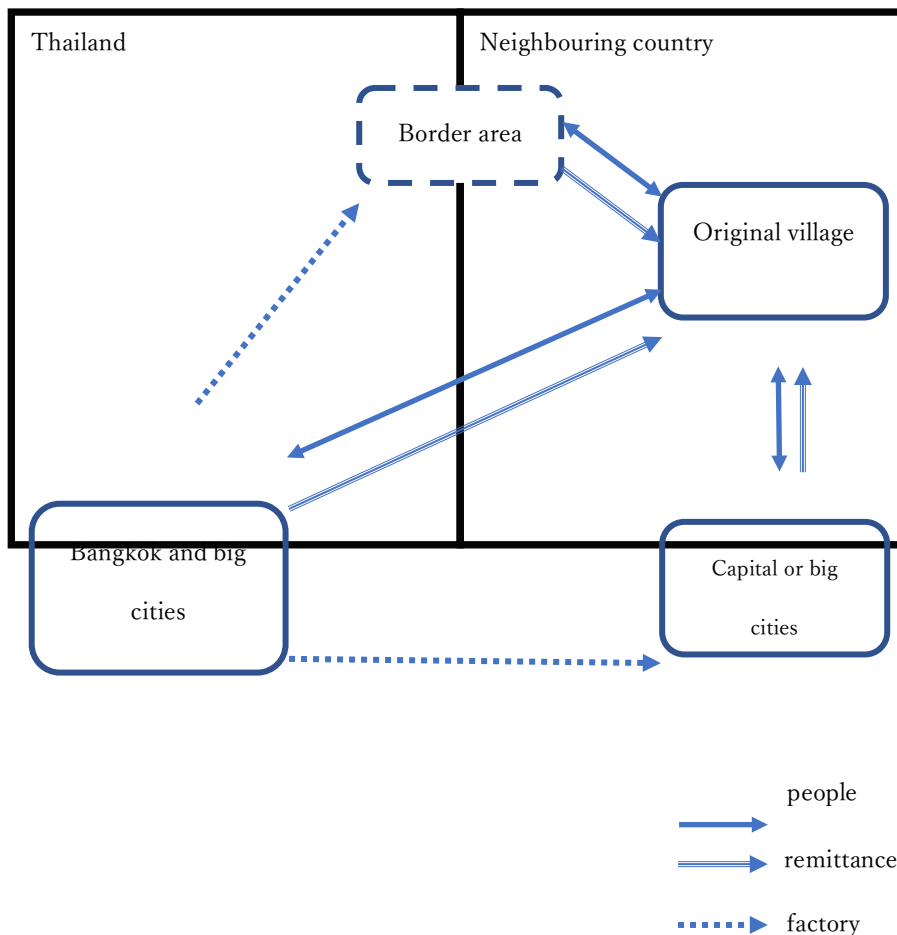 Thailand
Neighbouring country
Border area
Original village
Bangkok and big
cities
Capital or big
cities
people
remittance
factory